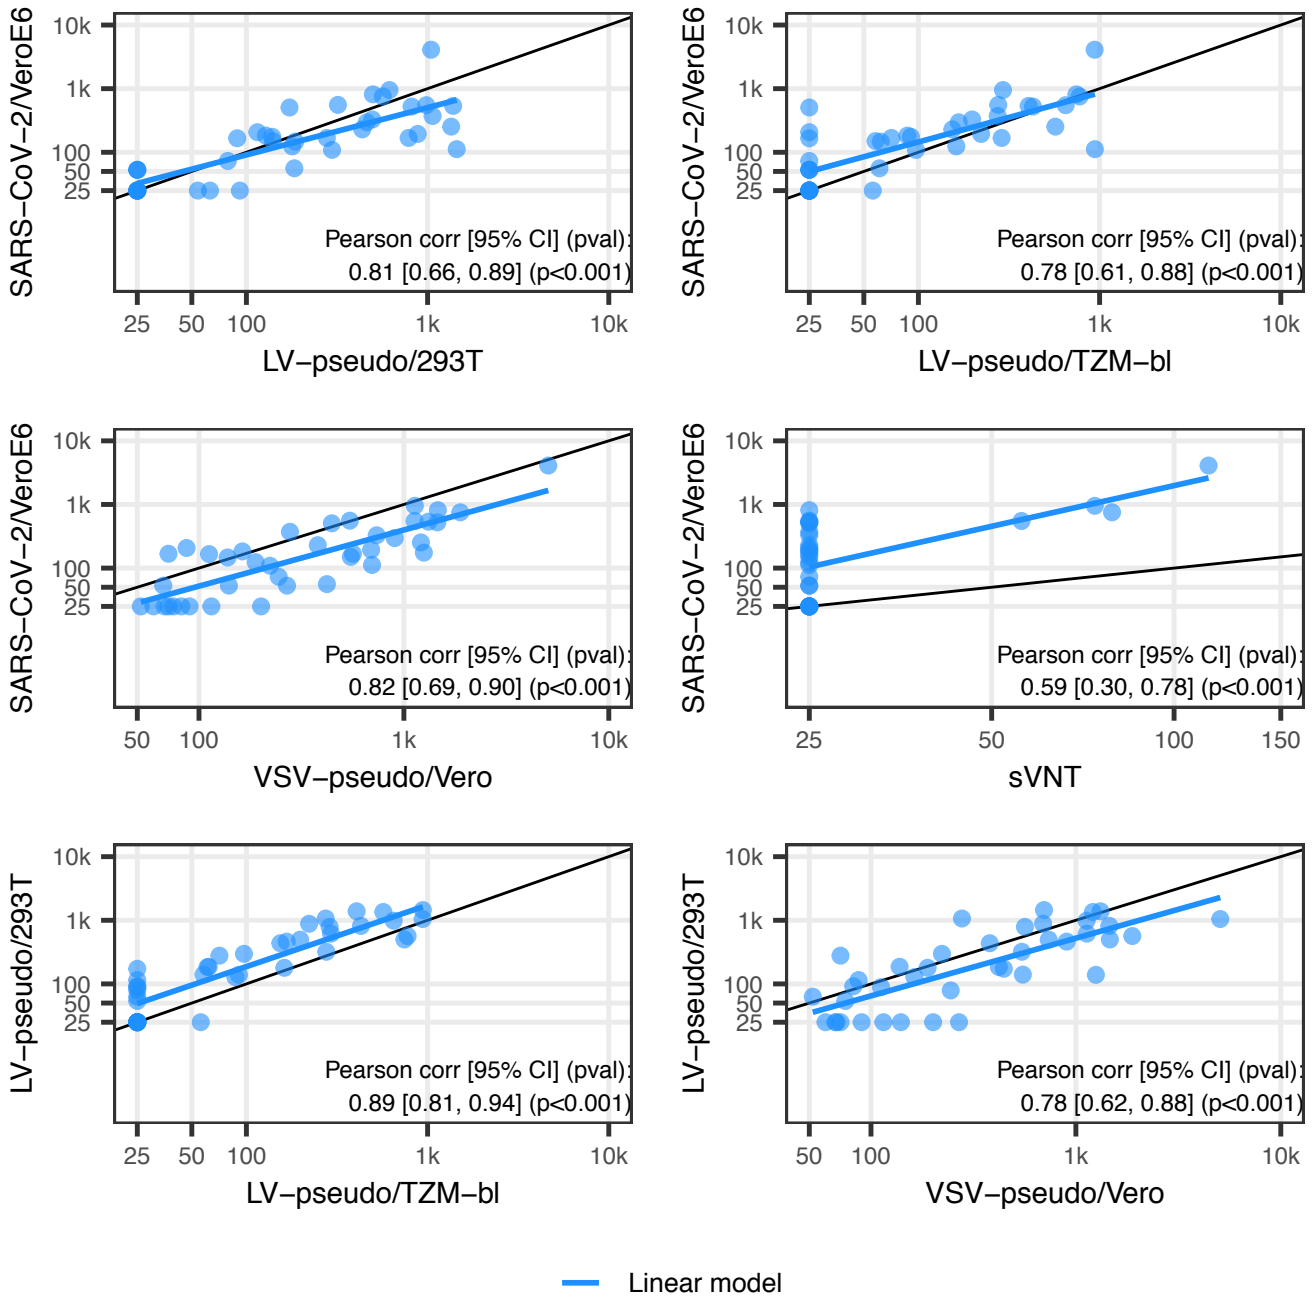 SARS−CoV−2/VeroE6
10k
1k
100
50
25
Pearson corr [95% CI] (pval):
0.81 [0.66, 0.89] (p<0.001)
25 50 100 1k 10k
LV−pseudo/293T
SARS−CoV−2/VeroE6
10k
1k
100
50
25
Pearson corr [95% CI] (pval):
0.78 [0.61, 0.88] (p<0.001)
25 50 100 1k 10k
LV−pseudo/TZM−bl
SARS−CoV−2/VeroE6
10k
1k
100
50
25
Pearson corr [95% CI] (pval):
0.82 [0.69, 0.90] (p<0.001)
50 100 1k 10k
VSV−pseudo/Vero
SARS−CoV−2/VeroE6
10k
1k
100
50
25
Pearson corr [95% CI] (pval):
0.59 [0.30, 0.78] (p<0.001)
25 50 100 150
sVNT
LV−pseudo/293T
10k
1k
100
50
25
Pearson corr [95% CI] (pval):
0.89 [0.81, 0.94] (p<0.001)
25 50 100 1k 10k
LV−pseudo/TZM−bl
LV−pseudo/293T
10k
1k
100
50
25
Pearson corr [95% CI] (pval):
0.78 [0.62, 0.88] (p<0.001)
50 100 1k 10k
VSV−pseudo/Vero
Linear model